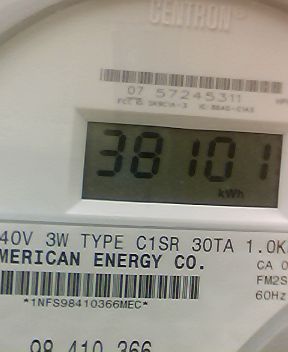 CENTRON
07 57245311
38101
kWh
40V 3W TYPE C1SR 30TA 1.0K
MERICAN ENERGY CO.
CA 0
FM2S
60Hz
*1NFS98410366MEC*
98 410 366